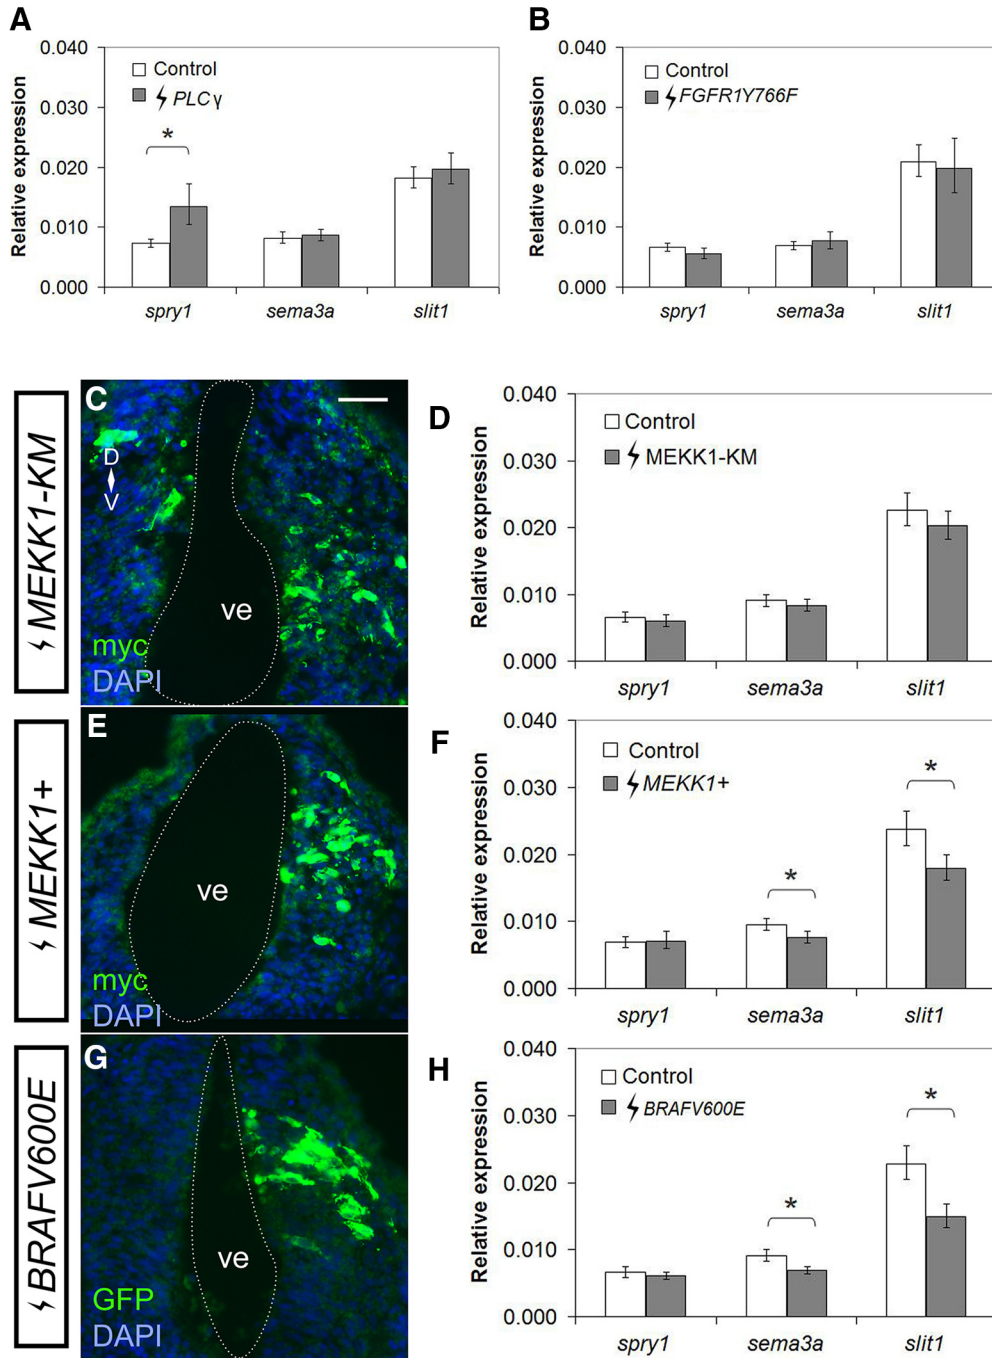 A
Relative expression
0.040
0.030
0.020
0.010
0.000
Control
PLCγ
*
spry1 sema3a slit1
B
Relative expression
0.040
0.030
0.020
0.010
0.000
Control
FGFR1Y766F
spry1 sema3a slit1
MEKK1-KM
C
D
V
ve
myc
DAPI
D
Relative expression
0.040
0.030
0.020
0.010
0.000
Control
MEKK1-KM
spry1 sema3a slit1
MEKK1+
E
ve
myc
DAPI
F
Relative expression
0.040
0.030
0.020
0.010
0.000
Control
MEKK1+
*
*
spry1 sema3a slit1
BRAFV600E
G
ve
GFP
DAPI
H
Relative expression
0.040
0.030
0.020
0.010
0.000
Control
BRAFV600E
*
*
spry1 sema3a slit1